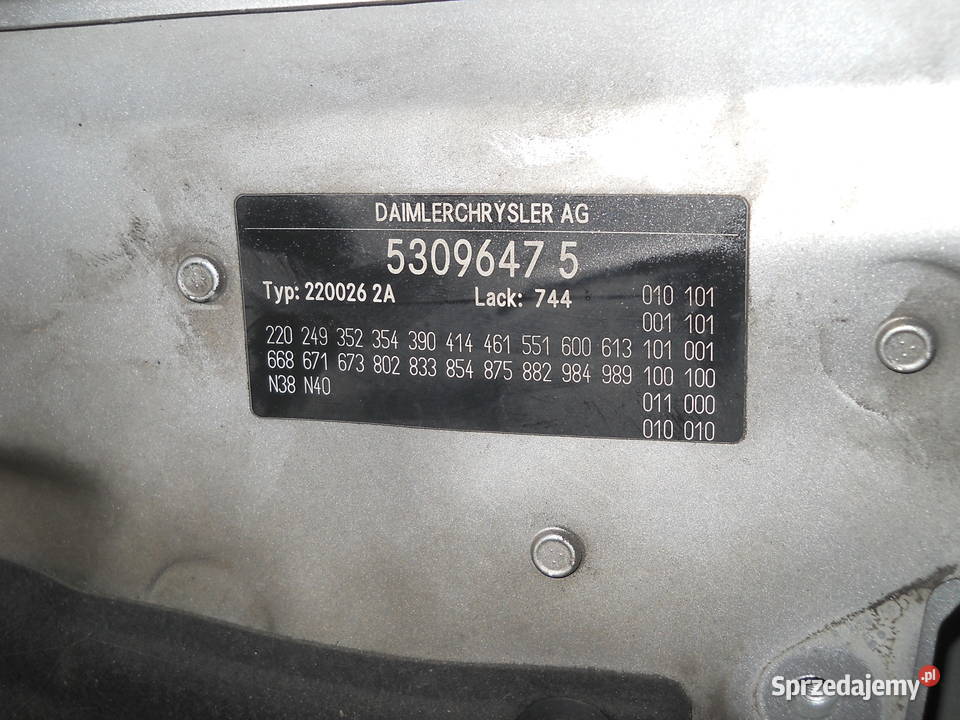 DAIMLERCHRYSLER AG
5309647 5
Typ: 220026 2A Lack: 744 010 101
001 101
220 249 352 354 390 414 461 551 600 613 101 001
668 671 673 802 833 854 875 882 984 989 100 100
N38 N40
011 000
010 010
Sprzedajemy.pl